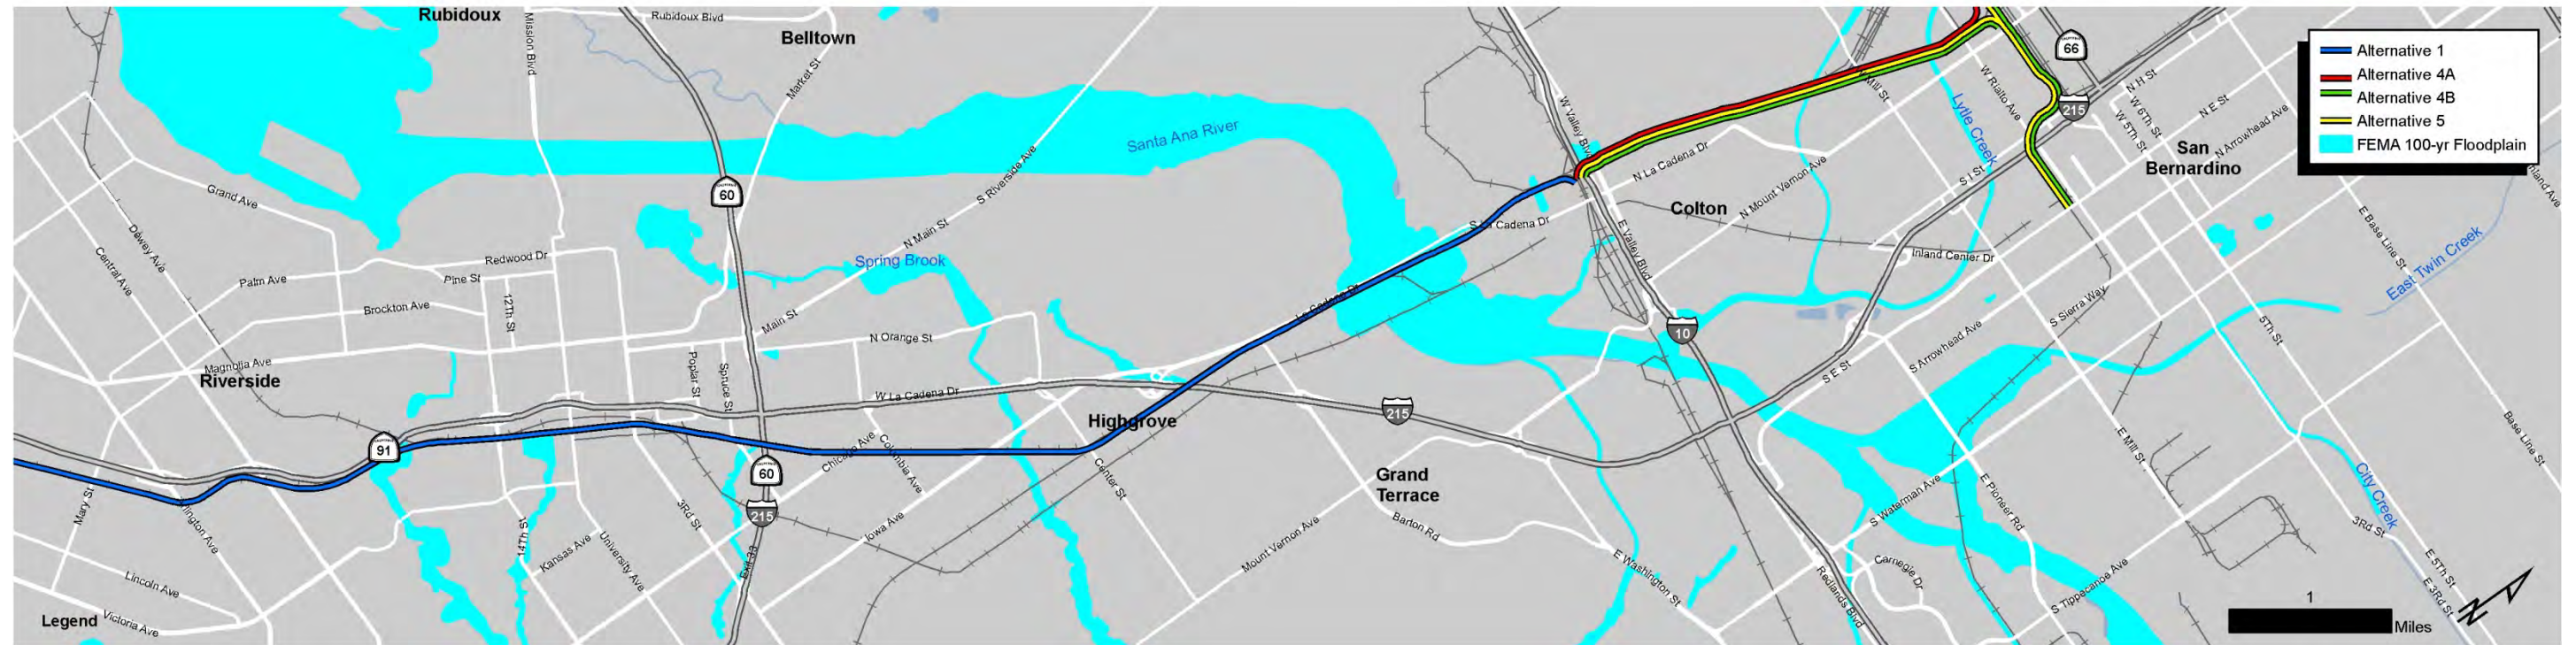 Rubidoux
Rubidoux Blvd
Mission Blvd
Belltown
Market St
66
Alternative 1
Alternative 4A
Alternative 4B
Alternative 5
FEMA 100-yr Floodplain
W Valley Blvd
Mill St
W Rialto Ave
Lytle Creek
215
N H St
W 6Th St
W 5Th St
N E St
N Arrowhead Ave
San
Bernardino
Santa Ana River
S Riverside Ave
N La Cadena Dr
N Mount Vernon Ave
S I St
60
Grand Ave
Dewey Ave
Central Ave
N Main St
S La Cadena Dr
Colton
E Valley Blvd
E Base Line St
East Twin Creek
Redwood Dr
Palm Ave
Pine St
Spring Brook
Inland Center Dr
Brockton Ave
12Th St
La Cadena Dr
S Sierra Way
Main St
N Orange St
10
S Arrowhead Ave
5Th St
Magnolia Ave
Riverside
Poplar St
Spruce St
W La Cadena Dr
S E St
215
Highgrove
91
Chicago Ave
Columbia Ave
60
215
Center St
Grand
Terrace
E Mill St
Base Line St
City Creek
Mary St
3Rd St
14Th St
Kansas Ave
University Ave
Iowa Ave
Exit 33
Mount Vernon Ave
Barton Rd
E Washington St
S Waterman Ave
E Pioneer Rd
Carnegie Dr
Redlands Blvd
S Tippecanoe Ave
3Rd St
E 5Th St
E 3Rd St
Lincoln Ave
Victoria Ave
Legend
N
1
Miles